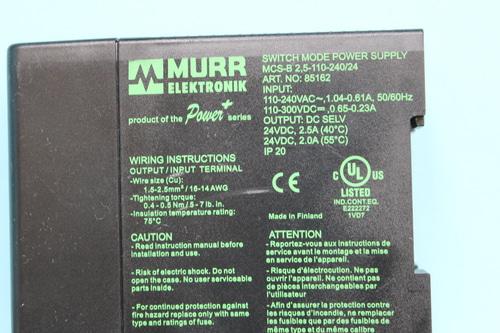 MURR
ELEKTRONIK
product of the Power+ series
SWITCH MODE POWER SUPPLY
MCS-B 2,5-110-240/24
ART. NO: 85162
INPUT:
110-240VAC~,1.04-0.61A, 50/60Hz
110-300VDC⎓,0.65-0.23A
OUTPUT: DC SELV
24VDC, 2.5A (40°C)
24VDC, 2.0A (55°C)
IP 20
WIRING INSTRUCTIONS
OUTPUT / INPUT TERMINAL
-Wire size (Cu):
1.5-2.5mm² / 16-14 AWG
-Tightening torque:
0.4 - 0.5 Nm / 5 - 7 lb. in.
-Insulation temperature rating:
75°C
CE
C UL US
LISTED
IND.CONT.EQ.
E222272
1VD7
Made in Finland
CAUTION
- Read instruction manual before
installation and use.
- Risk of electric shock. Do not
open the case. No user serviceable
parts inside.
- For continued protection against
fire hazard replace only with same
type and ratings of fuse.
ATTENTION
- Reportez-vous aux instructions de
service avant le montage et la mise
en service de l'appareil.
- Risque d'électrocution. Ne pas
ouvrir l'appareil. Ne contient pas
de pièces interchangeables par
l'utilisateur
- Afin d'assurer la protection contre
les risques d'incendie, ne remplacer
les fusibles que par des fusibles de
même type et même calibre du